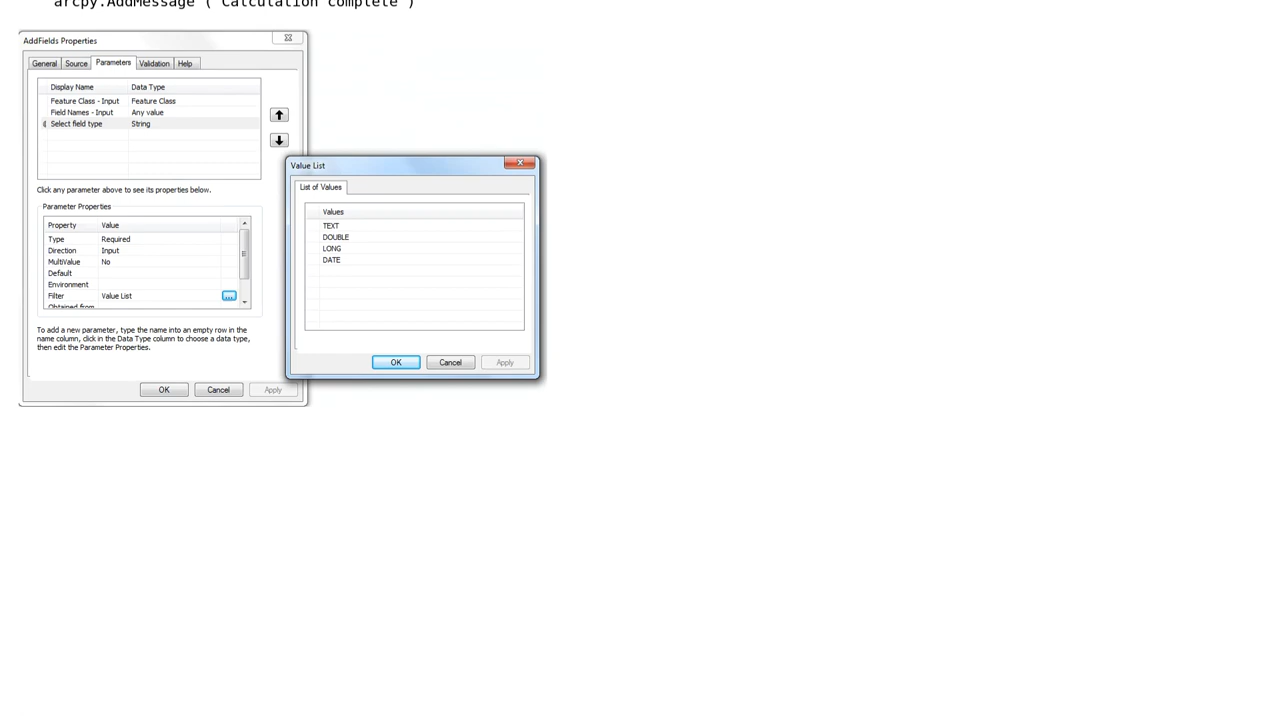 arcpy.AddMessage ("Calculation complete")
AddFields Properties
General Source Parameters Validation Help
Display Name Data Type
Feature Class - Input Feature Class
Field Names - Input Any value
Select field type String
Click any parameter above to see its properties below.
Parameter Properties
Property Value
Type Required
Direction Input
MultiValue No
Default
Environment
Filter Value List ...
Obtained from
To add a new parameter, type the name into an empty row in the
name column, click in the Data Type column to choose a data type,
then edit the Parameter Properties.
OK Cancel Apply
Value List
List of Values
Values
TEXT
DOUBLE
LONG
DATE
OK Cancel Apply